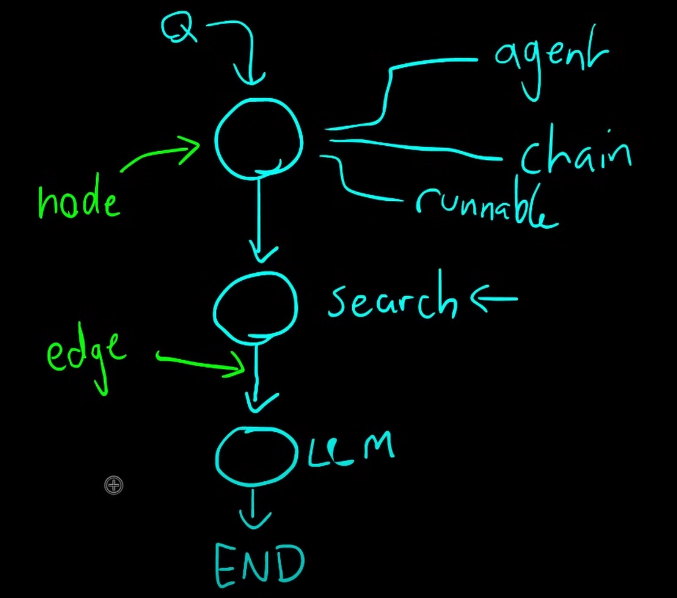 Q
agent
chain
node
runnable
search
edge
LLM
END